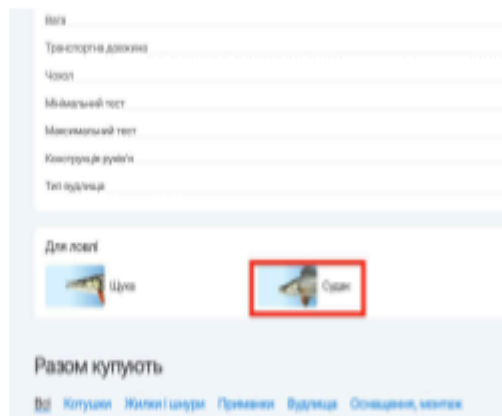 Вага
Транспортна довжина
Чохол
Мінімальний тест
Максимальний тест
Конструкція руків'я
Тип вудлища
Для ловлі
Щука
Судак
Разом купують
Всі Котушки Жилки і шнури Приманки Вудлища Оснащення, монтаж